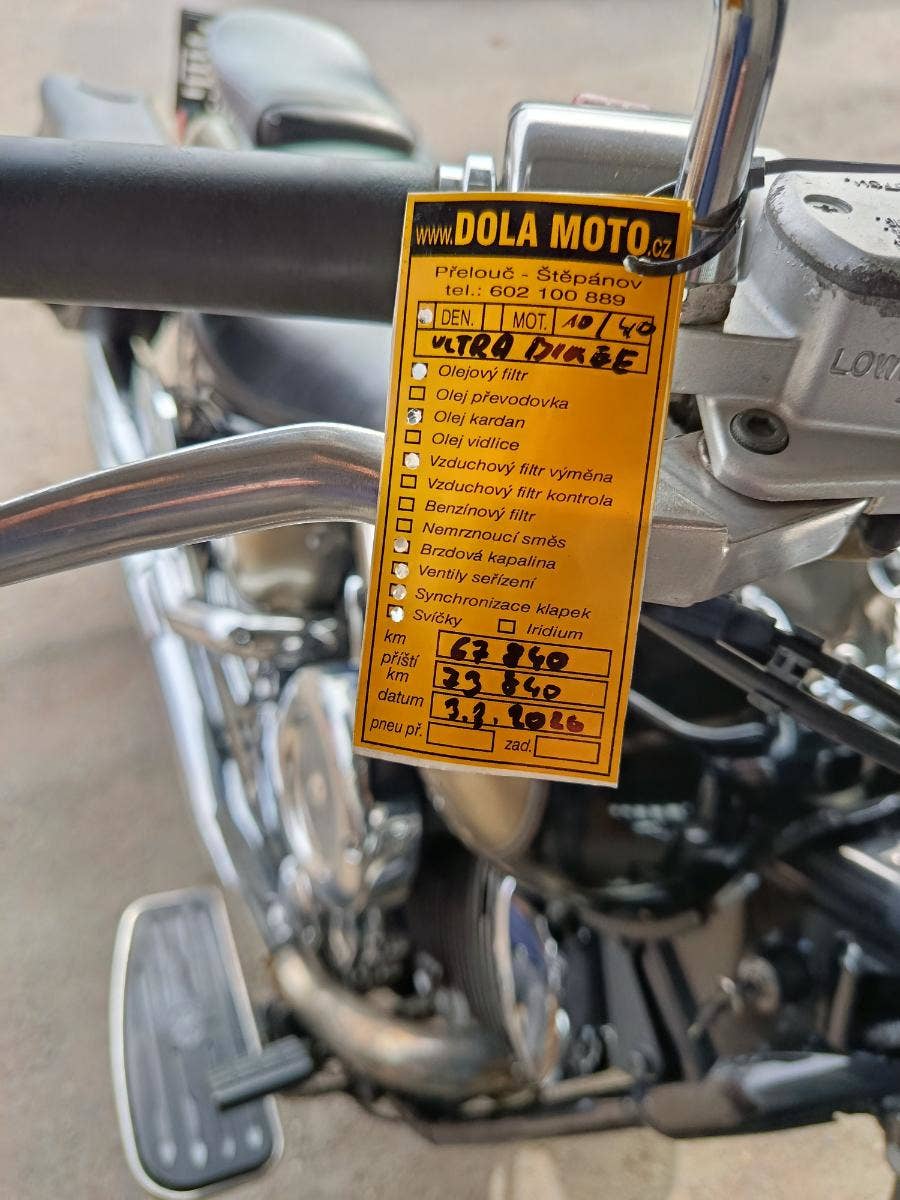 www.DOLA MOTO.cz
Přelouč - Štěpánov
tel.: 602 100 889
DEN. MOT. 10/40
ULTRA
Olejový filtr
Olej převodovka
Olej kardan
Olej vidlice
Vzduchový filtr výměna
Vzduchový filtr kontrola
Benzínový filtr
Nemrznoucí směs
Brzdová kapalina
Ventily seřízení
Synchronizace klapek
Svíčky Iridium
km 67 840
příští km 73 840
datum 3.3.2026
pneu př. zad.
LOW